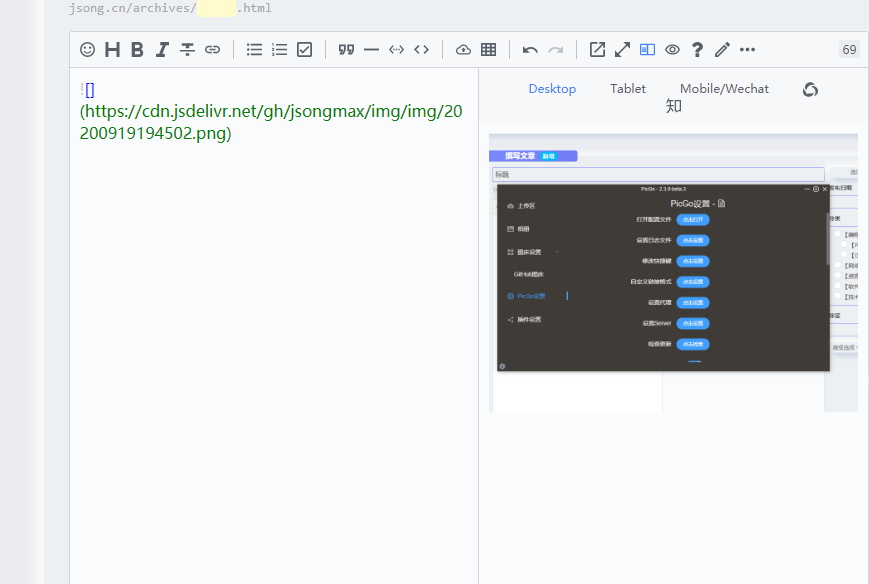 jsong.cn/archives/ .html
69
![]
(https://cdn.jsdelivr.net/gh/jsongmax/img/img/20
200919194502.png)
Desktop Tablet Mobile/Wechat
知
撰写文章 新增
标题
PicGo - 2.3.0-beta.3
PicGo设置 -
上传区
相册
图床设置
GitHub图床
PicGo设置
插件设置
打开配置文件 点击打开
设置日志文件 点击设置
修改快捷键 点击设置
自定义链接格式 点击设置
设置代理 点击设置
设置Server 点击设置
检查更新 点击检查